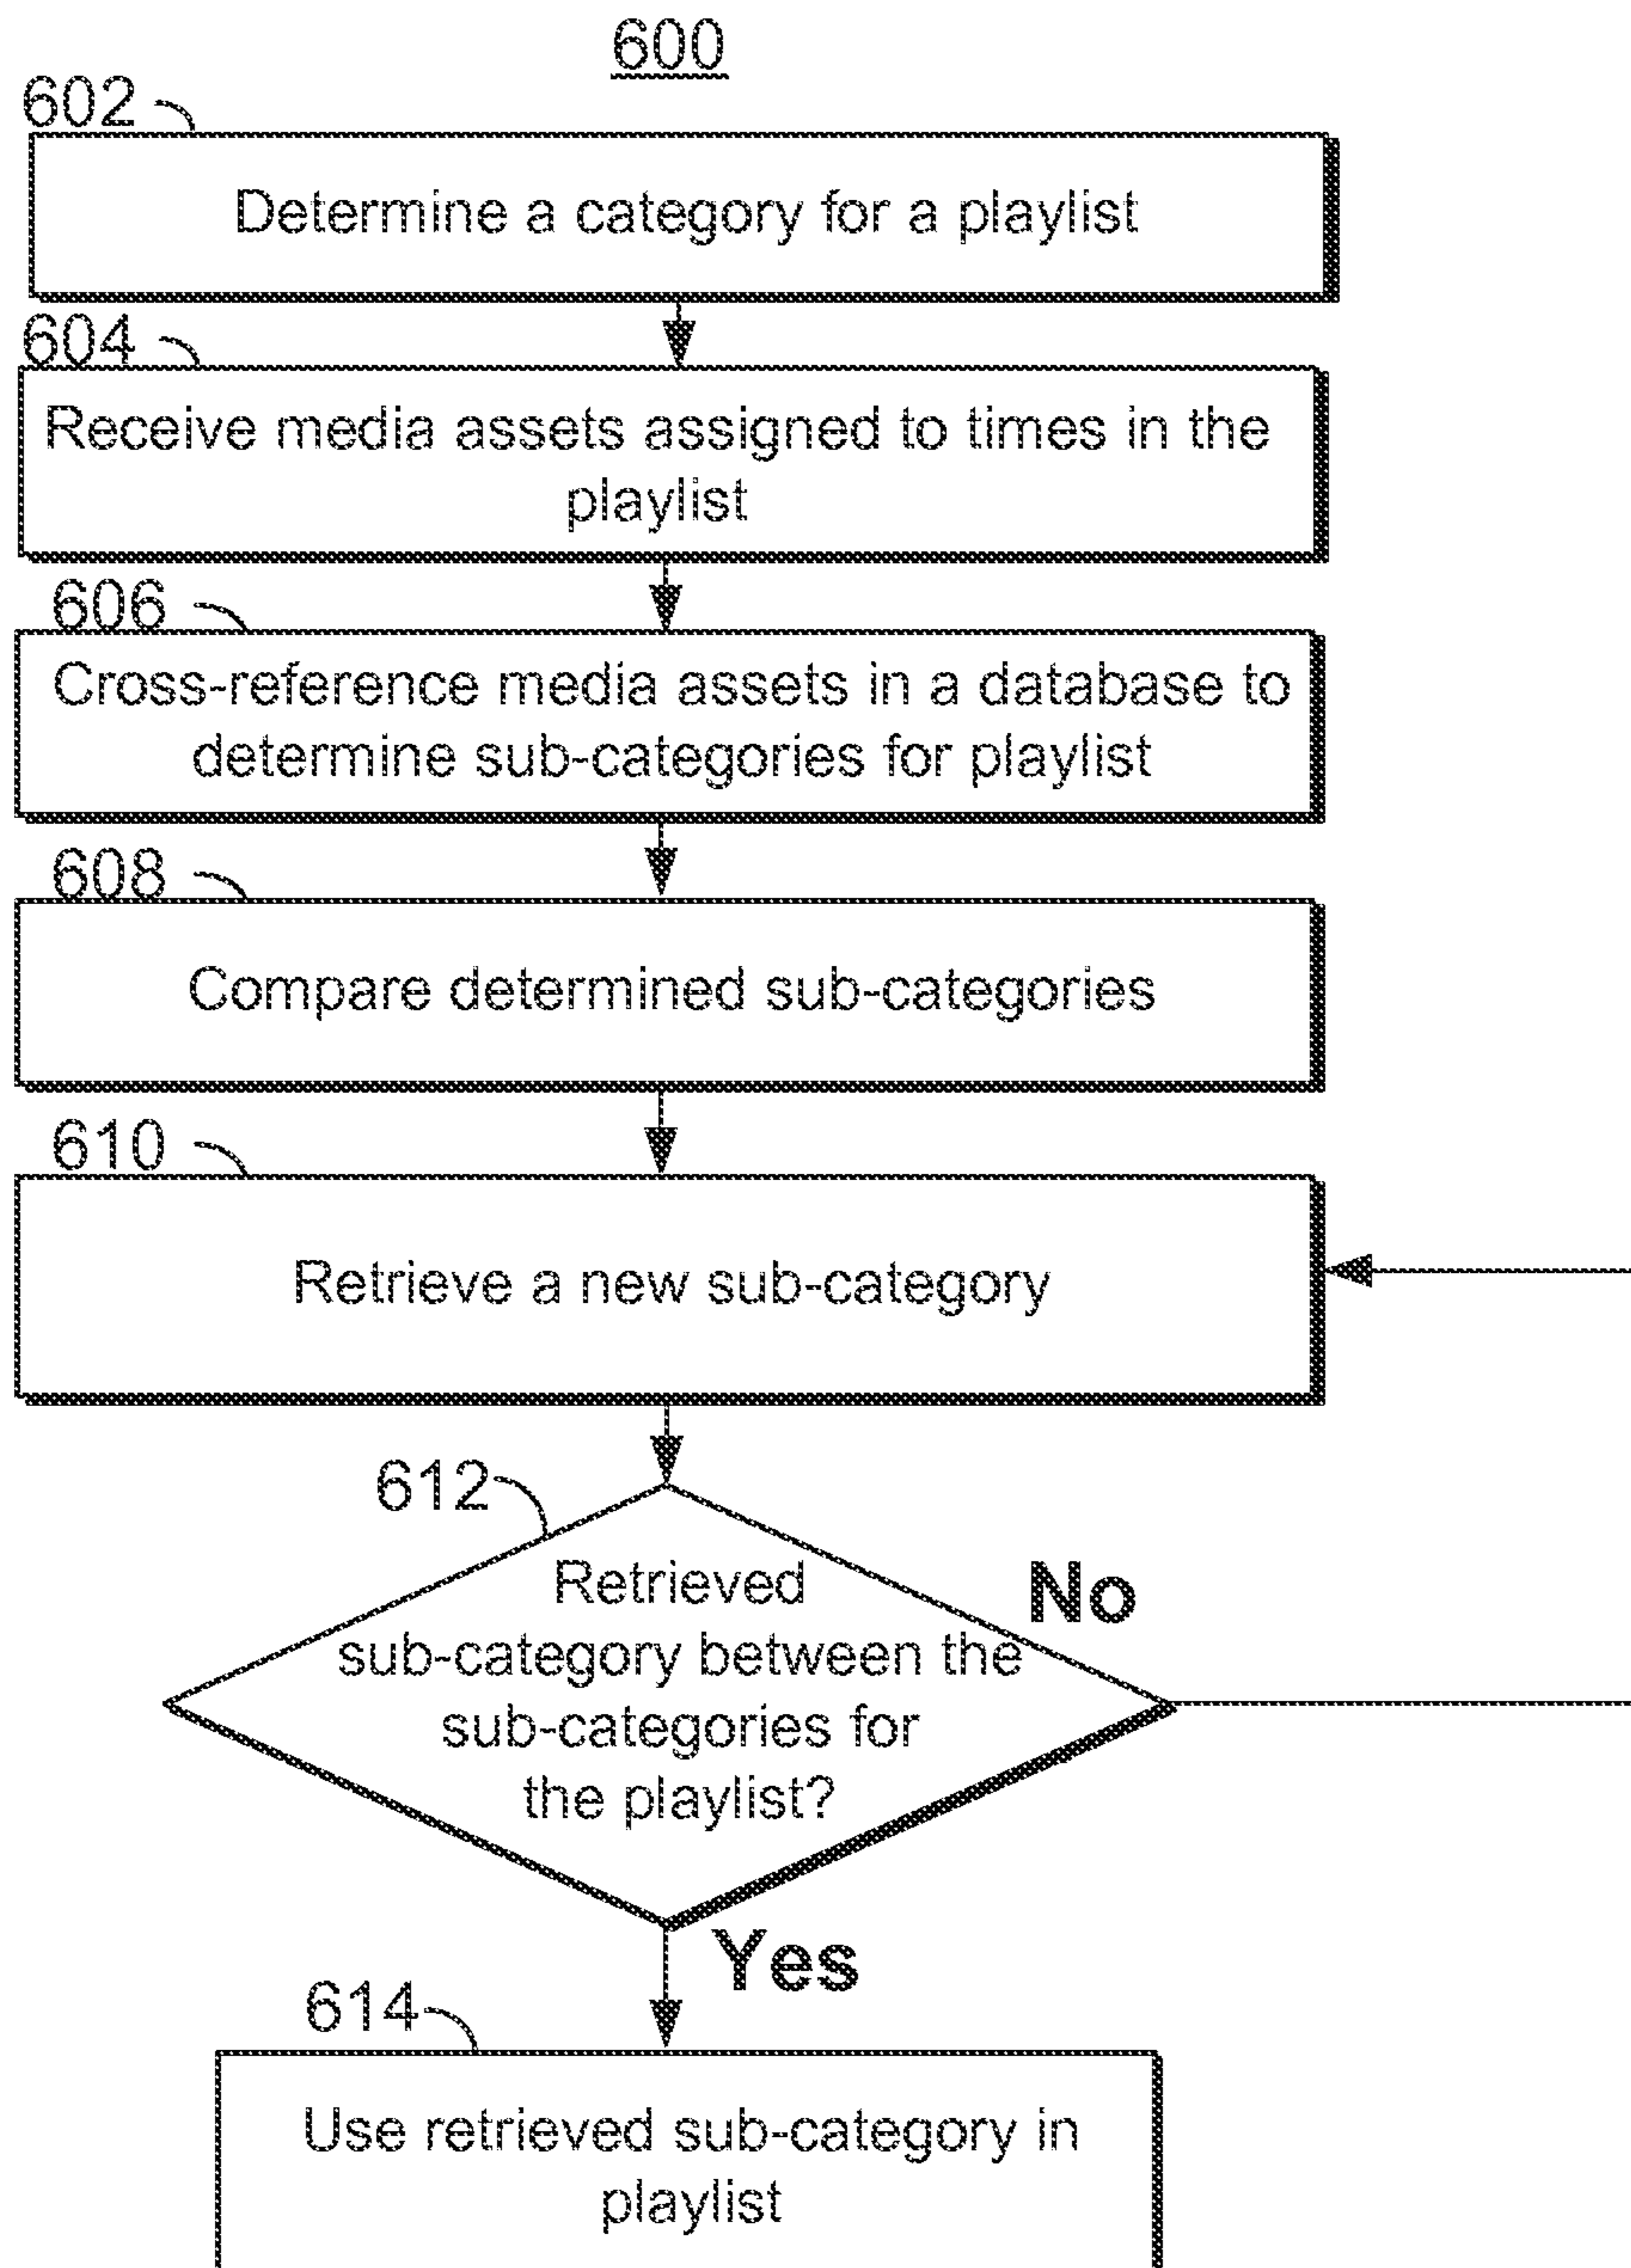 600
602
Determine a category for a playlist
604
Receive media assets assigned to times in the
playlist
606
Cross-reference media assets in a database to
determine sub-categories for playlist
608
Compare determined sub-categories
610
Retrieve a new sub-category
612
Retrieved
sub-category between the
sub-categories for
the playlist?
No
Yes
614
Use retrieved sub-category in
playlist